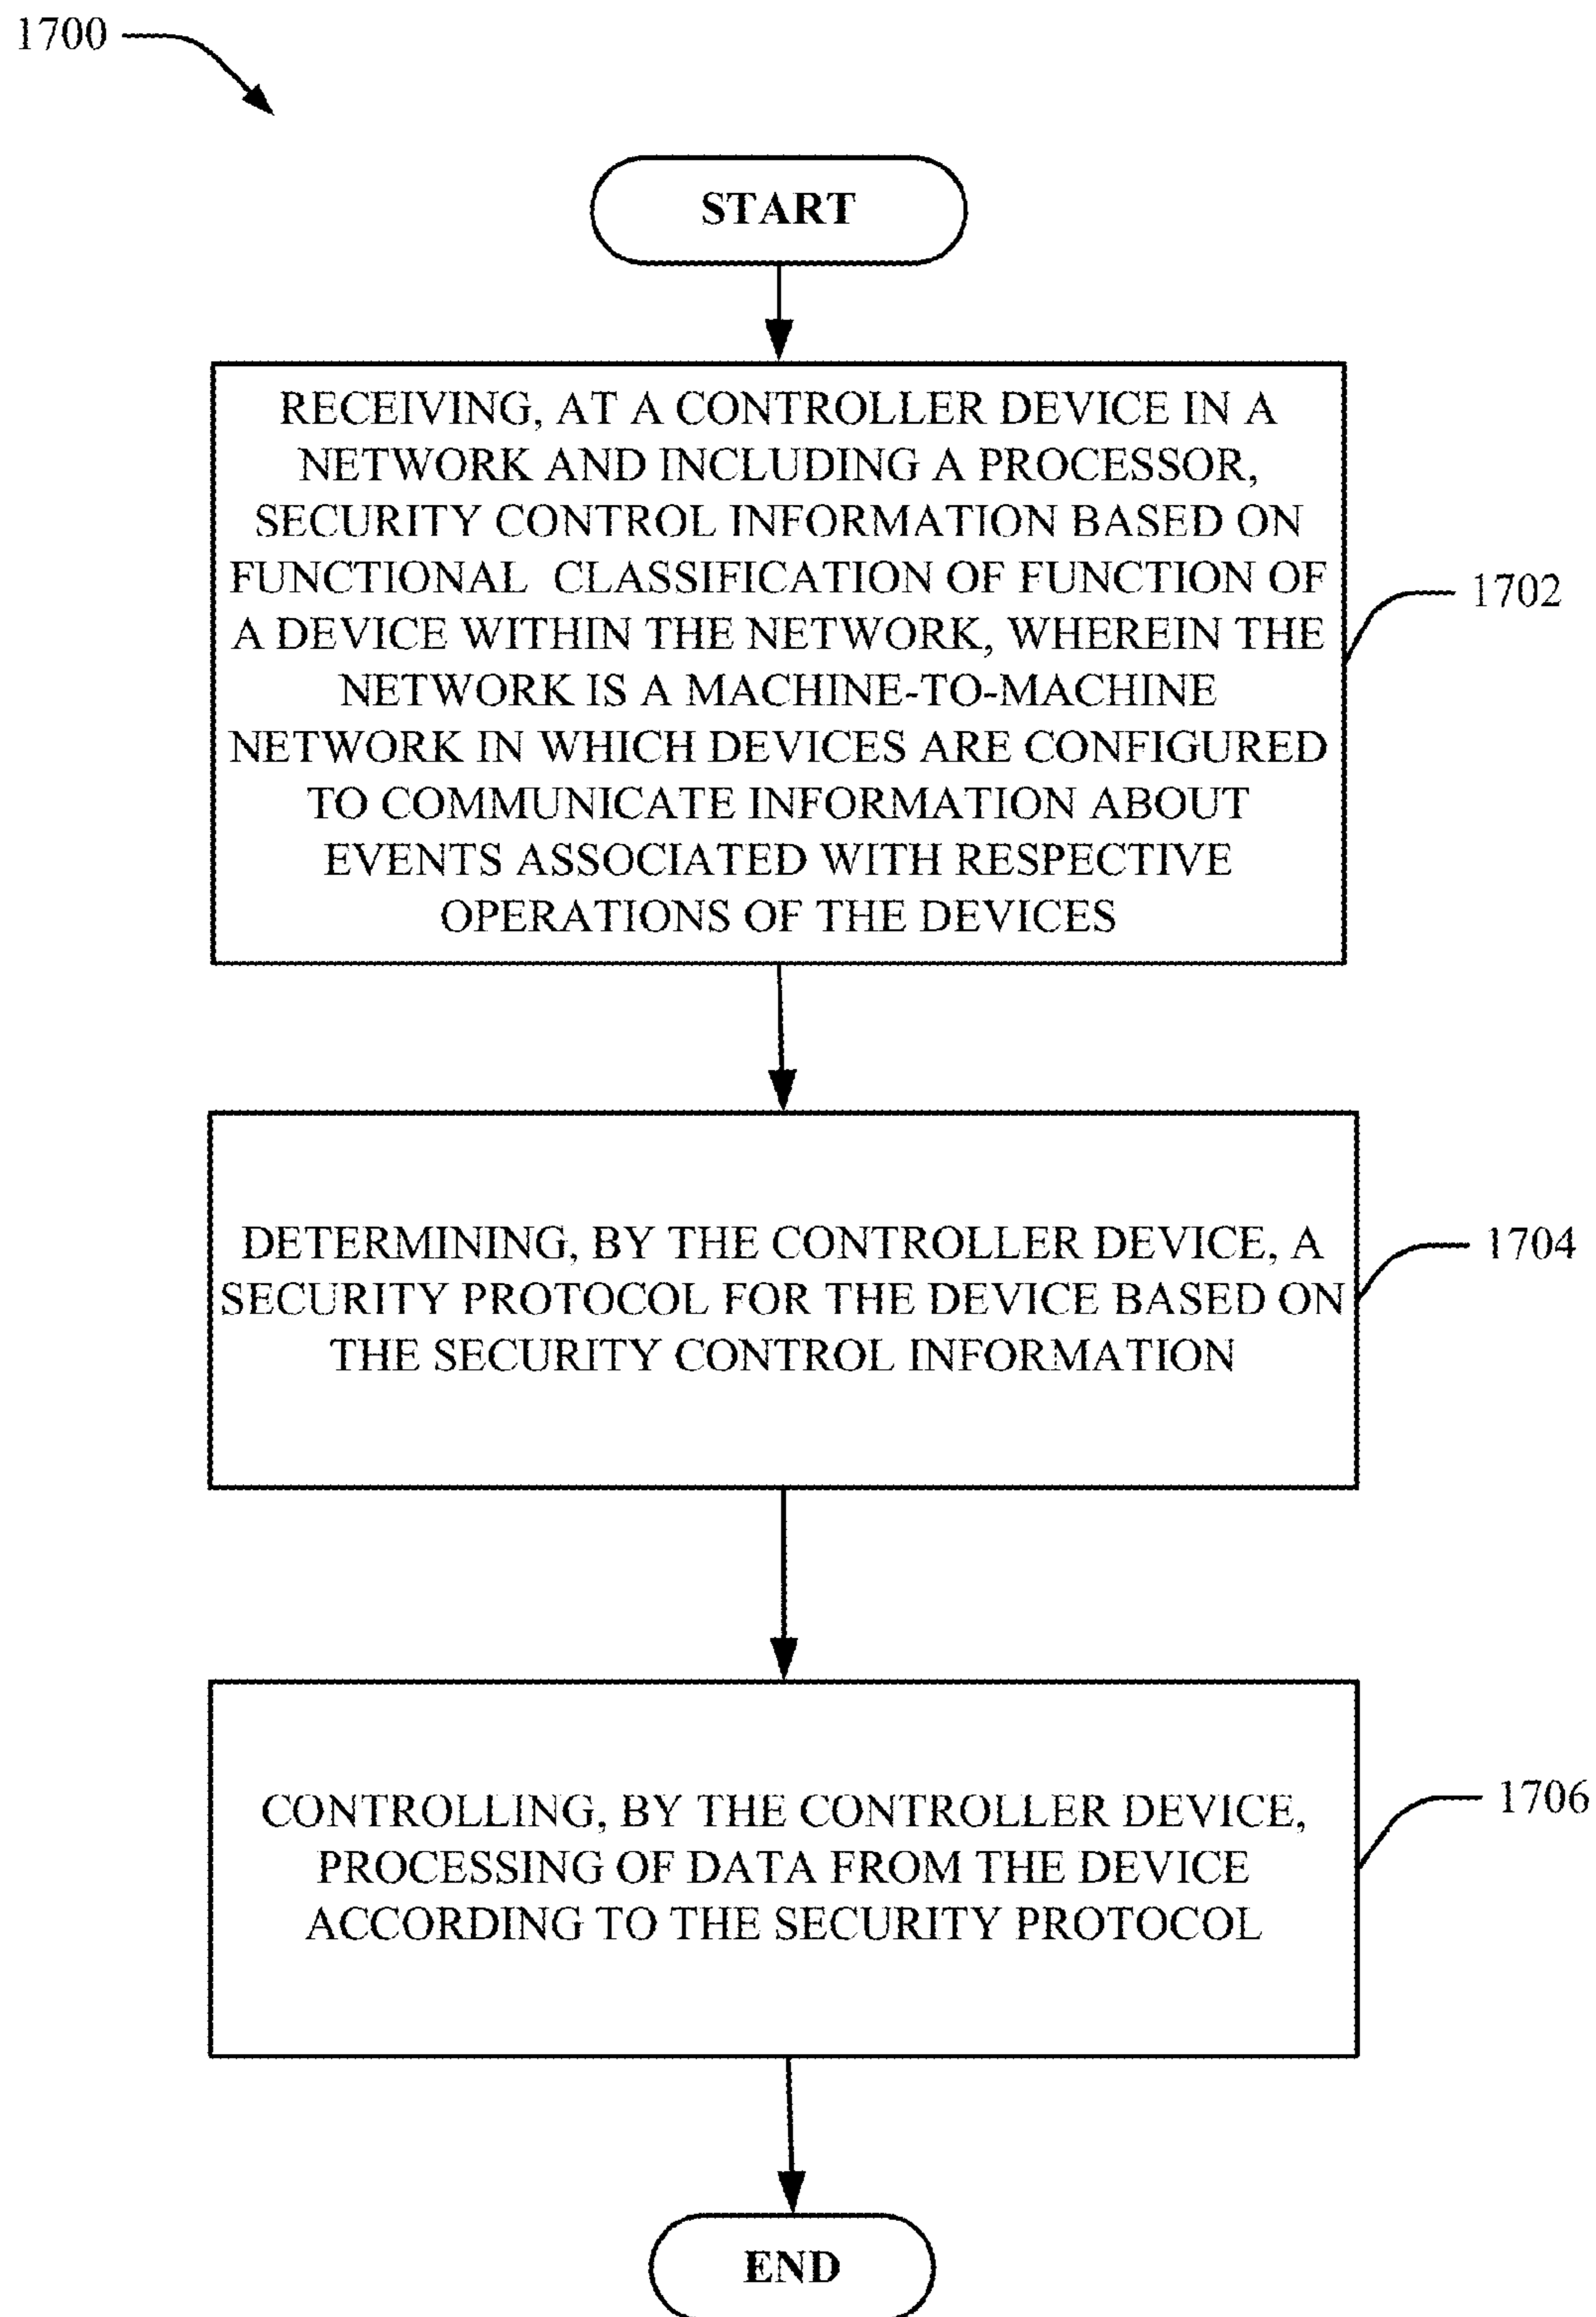 1700
START
RECEIVING, AT A CONTROLLER DEVICE IN A
NETWORK AND INCLUDING A PROCESSOR,
SECURITY CONTROL INFORMATION BASED ON
FUNCTIONAL CLASSIFICATION OF FUNCTION OF
A DEVICE WITHIN THE NETWORK, WHEREIN THE
NETWORK IS A MACHINE-TO-MACHINE
NETWORK IN WHICH DEVICES ARE CONFIGURED
TO COMMUNICATE INFORMATION ABOUT
EVENTS ASSOCIATED WITH RESPECTIVE
OPERATIONS OF THE DEVICES
1702
DETERMINING, BY THE CONTROLLER DEVICE, A
SECURITY PROTOCOL FOR THE DEVICE BASED ON
THE SECURITY CONTROL INFORMATION
1704
CONTROLLING, BY THE CONTROLLER DEVICE,
PROCESSING OF DATA FROM THE DEVICE
ACCORDING TO THE SECURITY PROTOCOL
1706
END